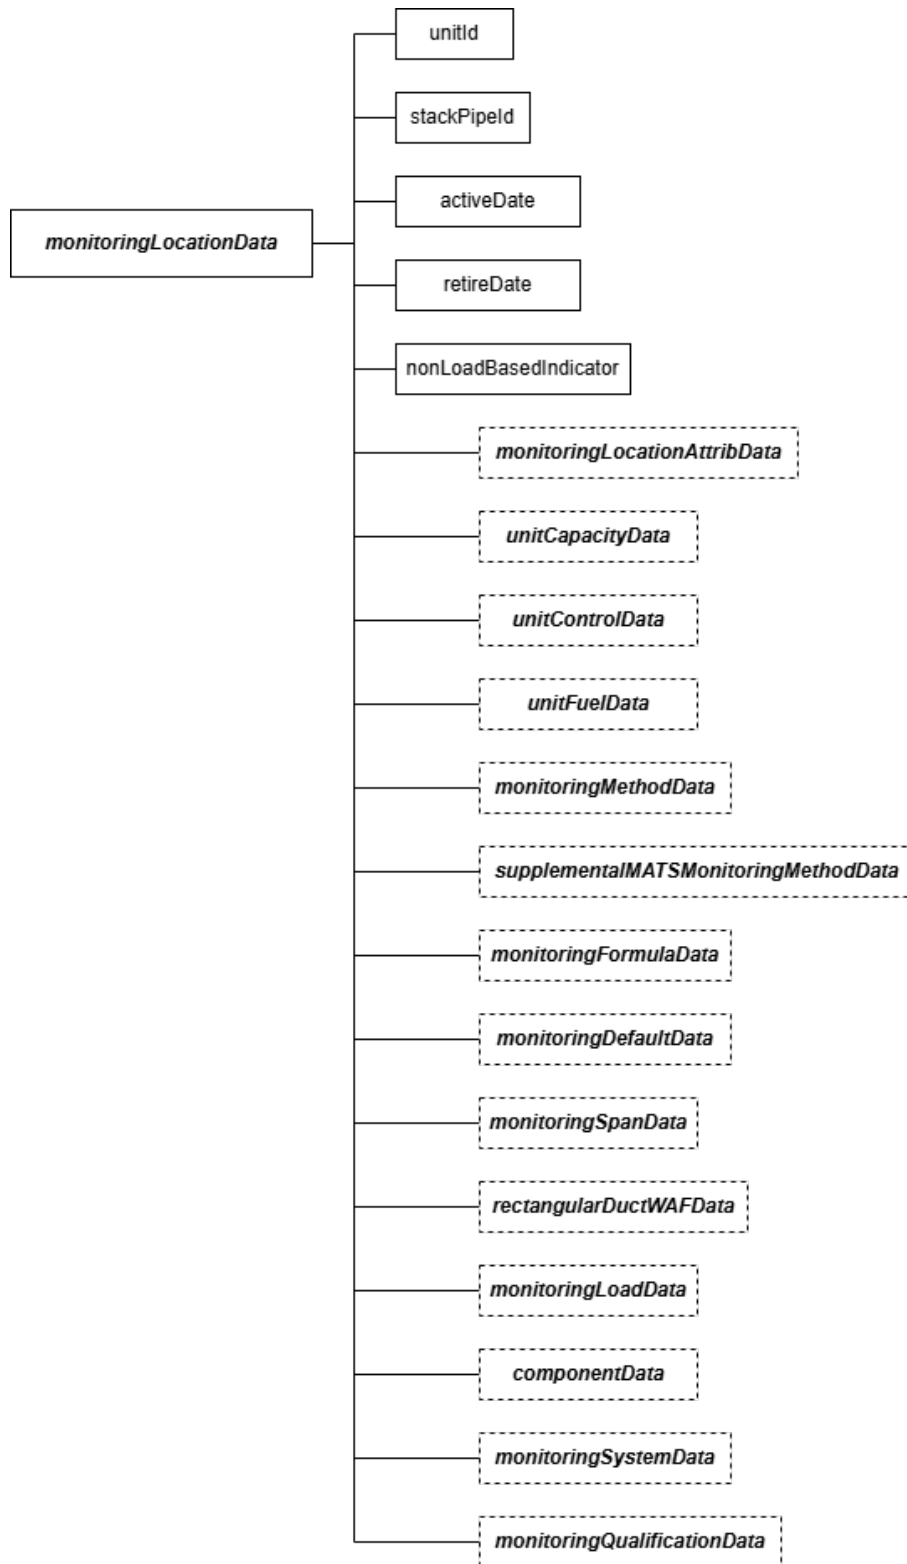 unitId
stackPipeId
activeDate
monitoringLocationData
retireDate
nonLoadBasedIndicator
monitoringLocationAttribData
unitCapacityData
unitControlData
unitFuelData
monitoringMethodData
supplementalMATSMonitoringMethodData
monitoringFormulaData
monitoringDefaultData
monitoringSpanData
rectangularDuctWAFData
monitoringLoadData
componentData
monitoringSystemData
monitoringQualificationData